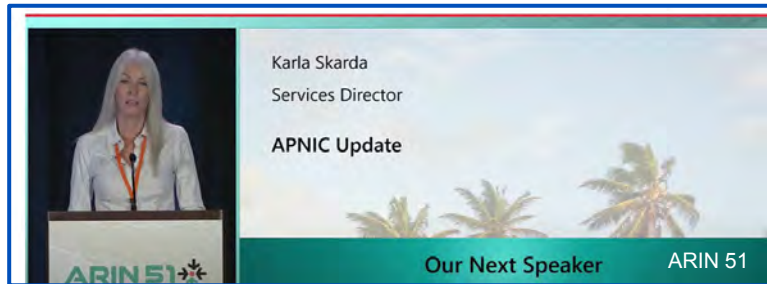 Karla Skarda
Services Director
APNIC Update
ARIN 51
Our Next Speaker
ARIN 51